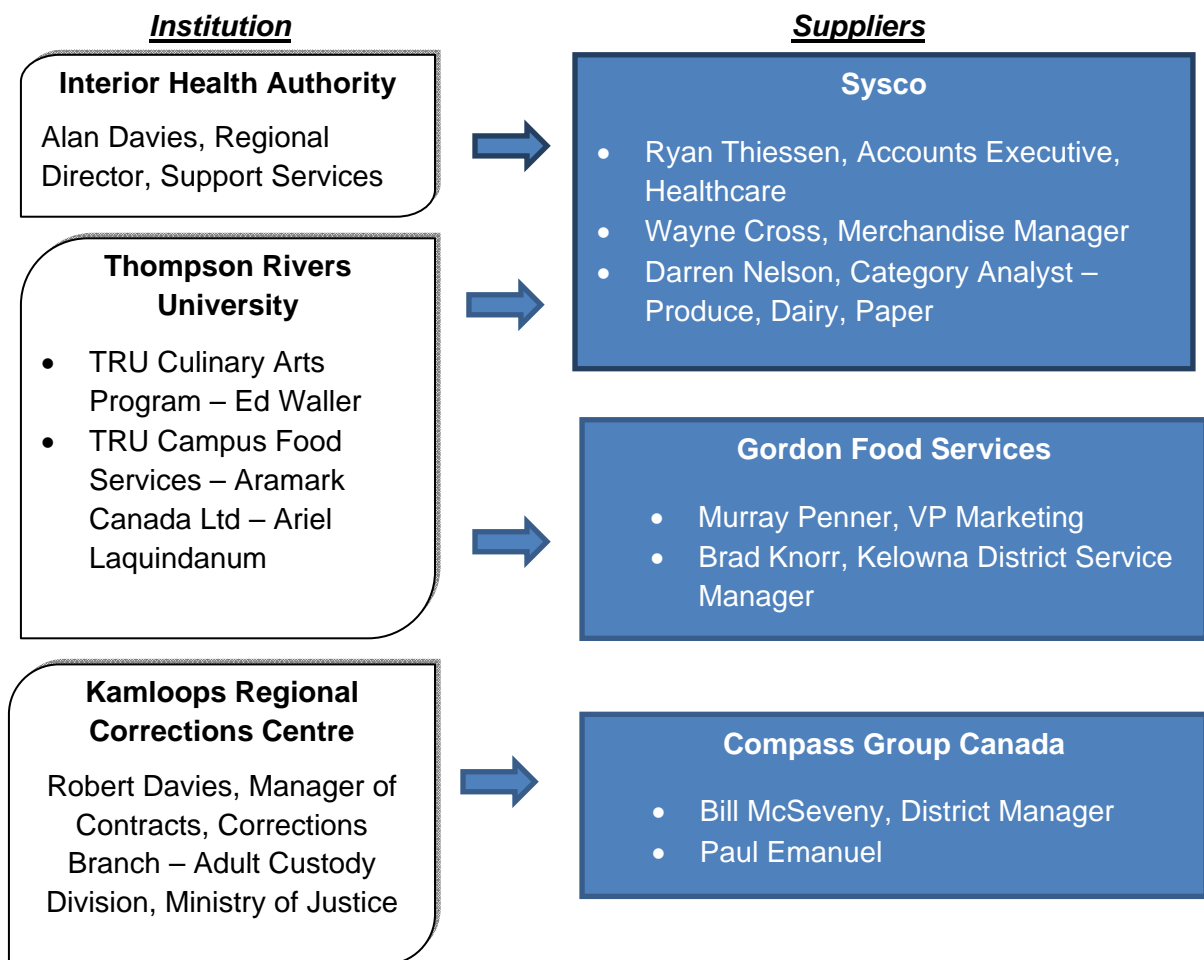 Institution
Interior Health Authority
Alan Davies, Regional
Director, Support Services
Thompson Rivers
University
• TRU Culinary Arts
Program – Ed Waller
• TRU Campus Food
Services – Aramark
Canada Ltd – Ariel
Laquindanum
Kamloops Regional
Corrections Centre
Robert Davies, Manager of
Contracts, Corrections
Branch – Adult Custody
Division, Ministry of Justice
Suppliers
Sysco
• Ryan Thiessen, Accounts Executive,
Healthcare
• Wayne Cross, Merchandise Manager
• Darren Nelson, Category Analyst –
Produce, Dairy, Paper
Gordon Food Services
• Murray Penner, VP Marketing
• Brad Knorr, Kelowna District Service
Manager
Compass Group Canada
• Bill McSeveny, District Manager
• Paul Emanuel